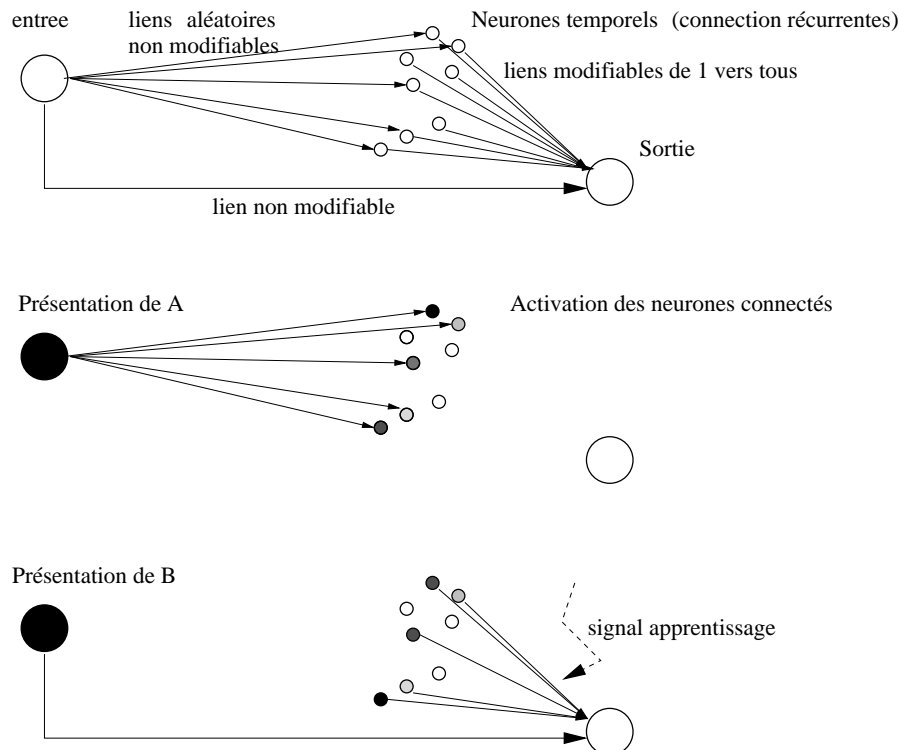 entree
liens aléatoires
non modifiables
Neurones temporels (connection récurrentes)
liens modifiables de 1 vers tous
Sortie
lien non modifiable
Présentation de A
Activation des neurones connectés
Présentation de B
signal apprentissage